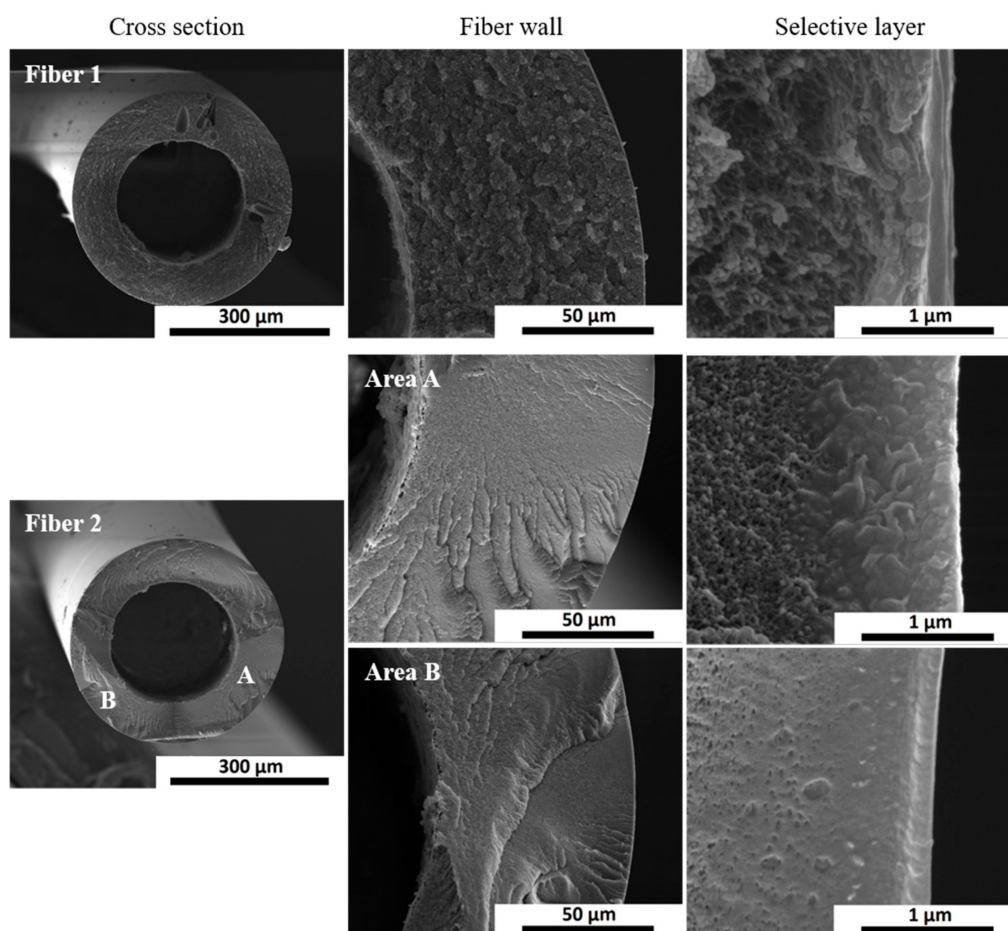 Cross section
Fiber wall
Selective layer
Fiber 1
300 µm
50 µm
1 µm
Area A
50 µm
1 µm
Fiber 2
A
B
300 µm
Area B
50 µm
1 µm